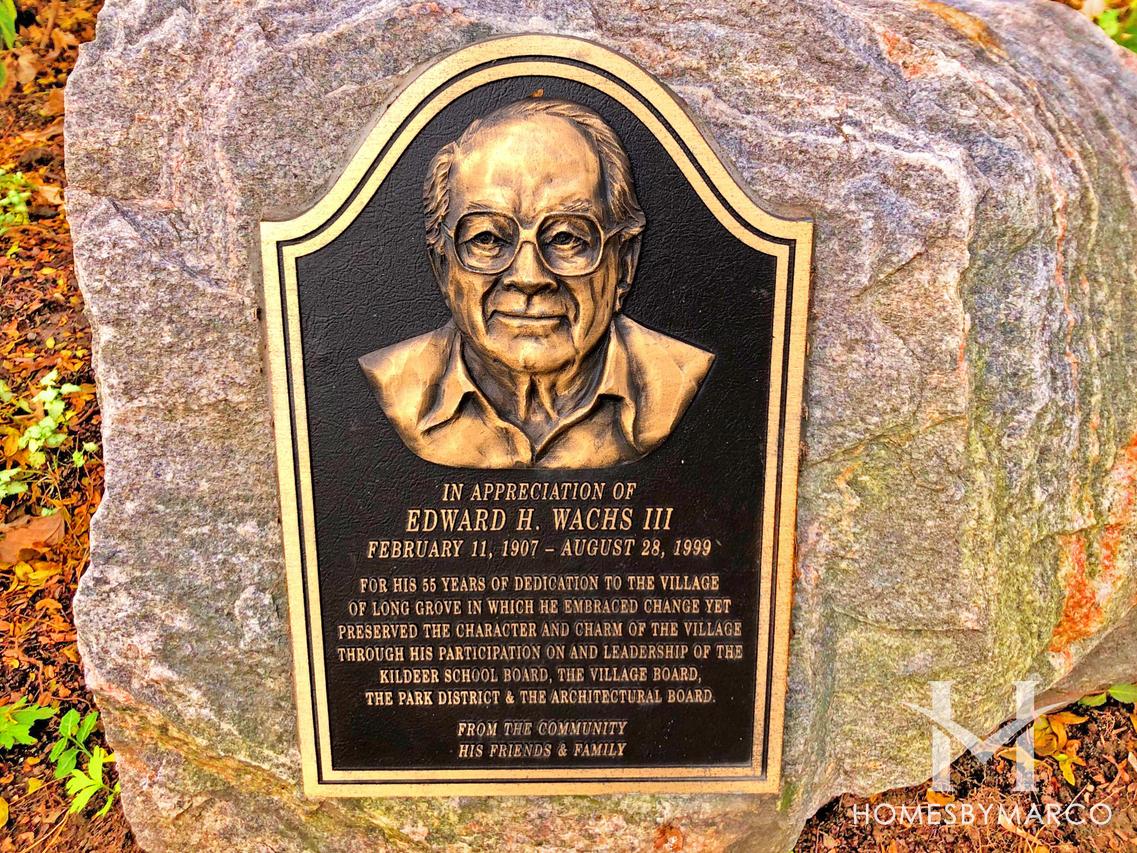 IN APPRECIATION OF
EDWARD H. WACHS III
FEBRUARY 11, 1907 – AUGUST 28, 1999
FOR HIS 55 YEARS OF DEDICATION TO THE VILLAGE
OF LONG GROVE IN WHICH HE EMBRACED CHANGE YET
PRESERVED THE CHARACTER AND CHARM OF THE VILLAGE
THROUGH HIS PARTICIPATION ON AND LEADERSHIP OF THE
KILDEER SCHOOL BOARD, THE VILLAGE BOARD,
THE PARK DISTRICT & THE ARCHITECTURAL BOARD.
FROM THE COMMUNITY
HIS FRIENDS & FAMILY
HOMESBYMARCO